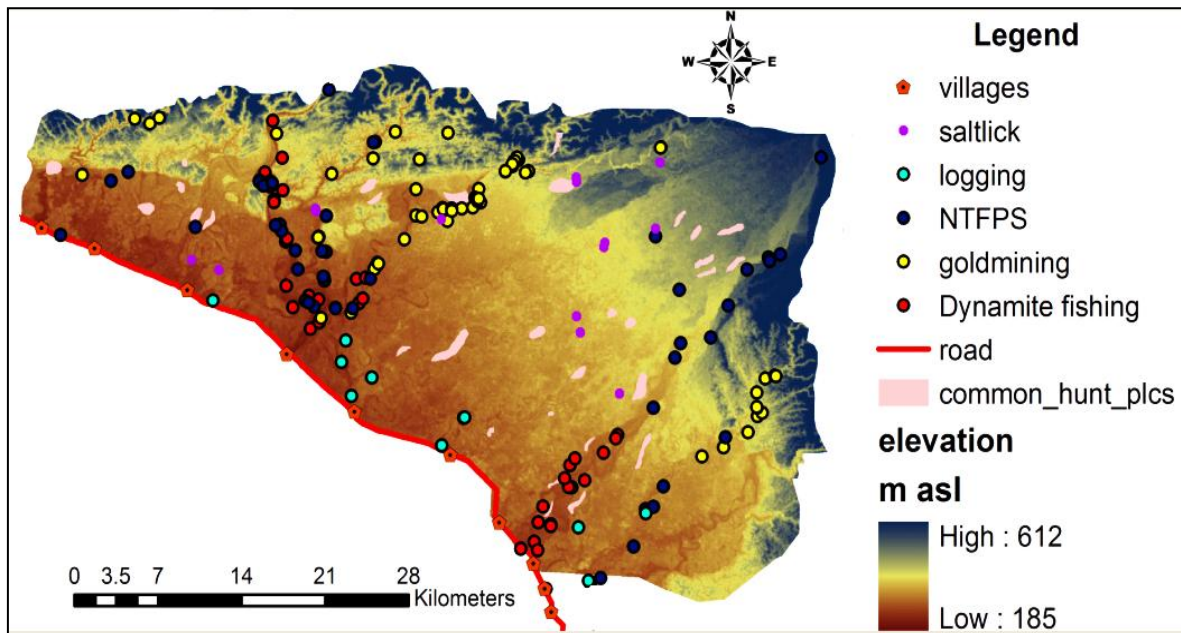 N
W E
S
Legend
villages
saltlick
logging
NTFPS
goldmining
Dynamite fishing
road
common_hunt_plcs
elevation
m asl
High : 612
Low : 185
0 3.5 7 14 21 28
Kilometers